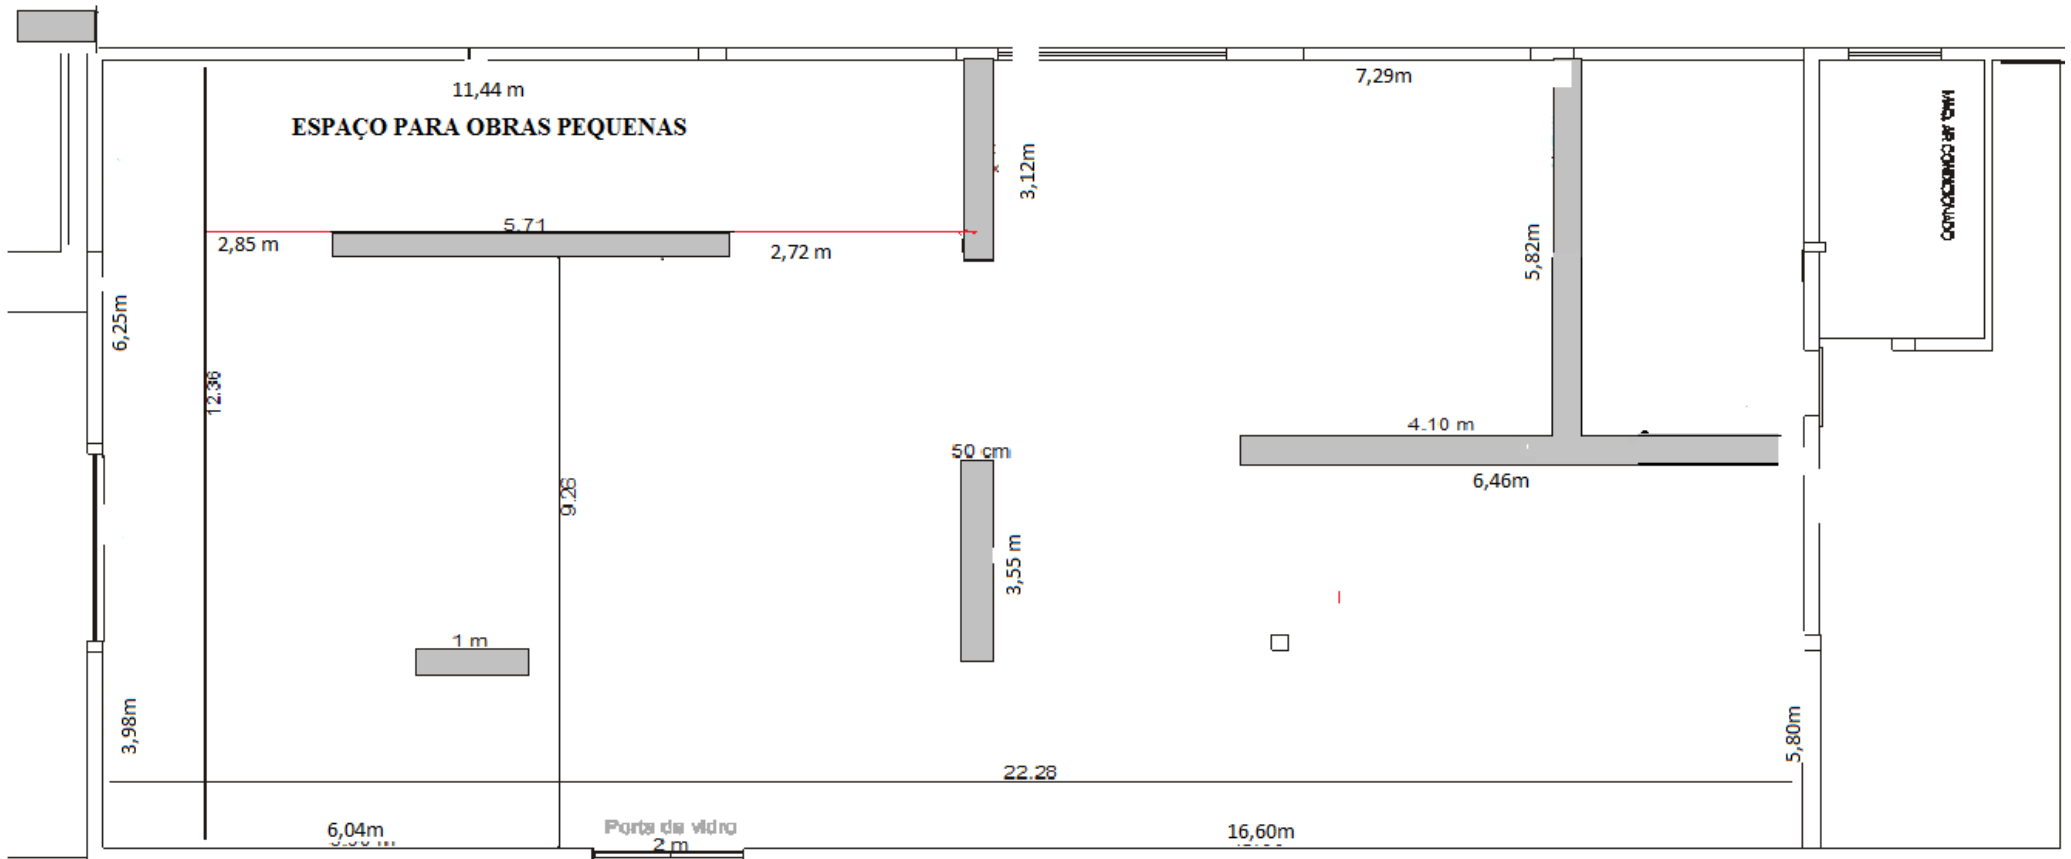 11,44 m
7,29m
ESPAÇO PARA OBRAS PEQUENAS
3,12m
5.71
2,85 m
2,72 m
5,82m
6,25m
12.36
4.10 m
50 cm
6,46m
9.26
3,55 m
1 m
3,98m
5,80m
22.28
6,04m
Porta de vidro
16,60m
2 m